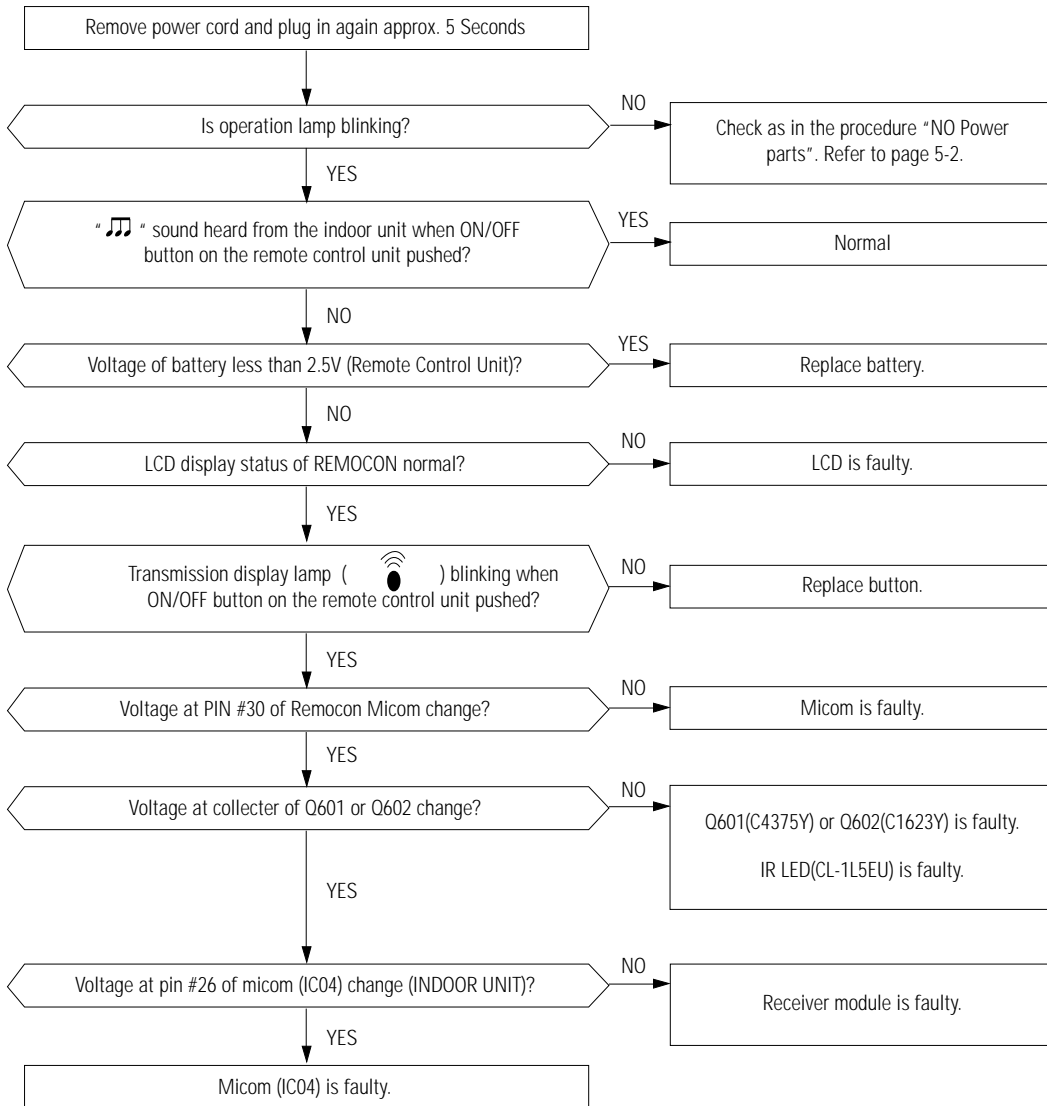 Remove power cord and plug in again approx. 5 Seconds
Is operation lamp blinking?
NO
Check as in the procedure "NO Power
parts". Refer to page 5-2.
YES
" " sound heard from the indoor unit when ON/OFF
button on the remote control unit pushed?
YES
Normal
NO
Voltage of battery less than 2.5V (Remote Control Unit)?
YES
Replace battery.
NO
LCD display status of REMOCON normal?
NO
LCD is faulty.
YES
Transmission display lamp ( ) blinking when
ON/OFF button on the remote control unit pushed?
NO
Replace button.
YES
Voltage at PIN #30 of Remocon Micom change?
NO
Micom is faulty.
YES
Voltage at collecter of Q601 or Q602 change?
NO
Q601(C4375Y) or Q602(C1623Y) is faulty.
IR LED(CL-1L5EU) is faulty.
YES
Voltage at pin #26 of micom (IC04) change (INDOOR UNIT)?
NO
Receiver module is faulty.
YES
Micom (IC04) is faulty.